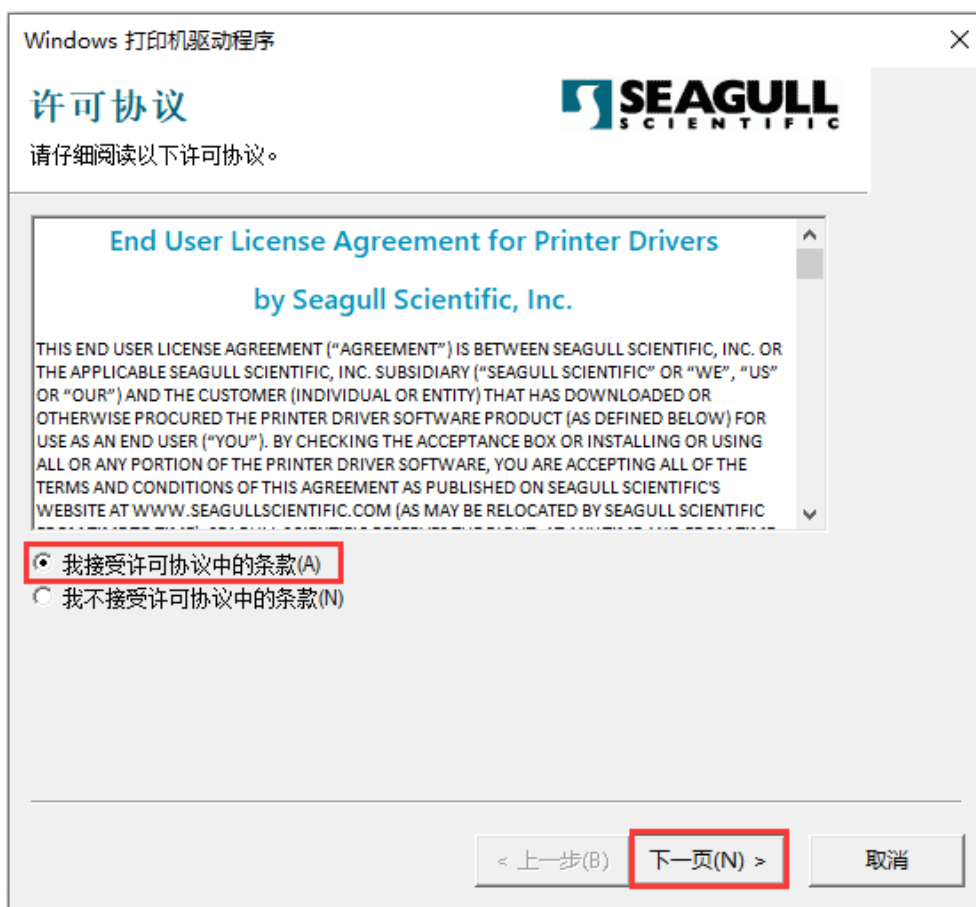 Windows 打印机驱动程序
许可协议
SEAGULL
SCIENTIFIC
请仔细阅读以下许可协议。
End User License Agreement for Printer Drivers
by Seagull Scientific, Inc.
THIS END USER LICENSE AGREEMENT (“AGREEMENT”) IS BETWEEN SEAGULL SCIENTIFIC, INC. OR
THE APPLICABLE SEAGULL SCIENTIFIC, INC. SUBSIDIARY (“SEAGULL SCIENTIFIC” OR “WE”, “US”
OR “OUR”) AND THE CUSTOMER (INDIVIDUAL OR ENTITY) THAT HAS DOWNLOADED OR
OTHERWISE PROCURED THE PRINTER DRIVER SOFTWARE PRODUCT (AS DEFINED BELOW) FOR
USE AS AN END USER (“YOU”). BY CHECKING THE ACCEPTANCE BOX OR INSTALLING OR USING
ALL OR ANY PORTION OF THE PRINTER DRIVER SOFTWARE, YOU ARE ACCEPTING ALL OF THE
TERMS AND CONDITIONS OF THIS AGREEMENT AS PUBLISHED ON SEAGULL SCIENTIFIC'S
WEBSITE AT WWW.SEAGULLSCIENTIFIC.COM (AS MAY BE RELOCATED BY SEAGULL SCIENTIFIC
我接受许可协议中的条款(A)
我不接受许可协议中的条款(N)
< 上一步(B)
下一页(N) >
取消